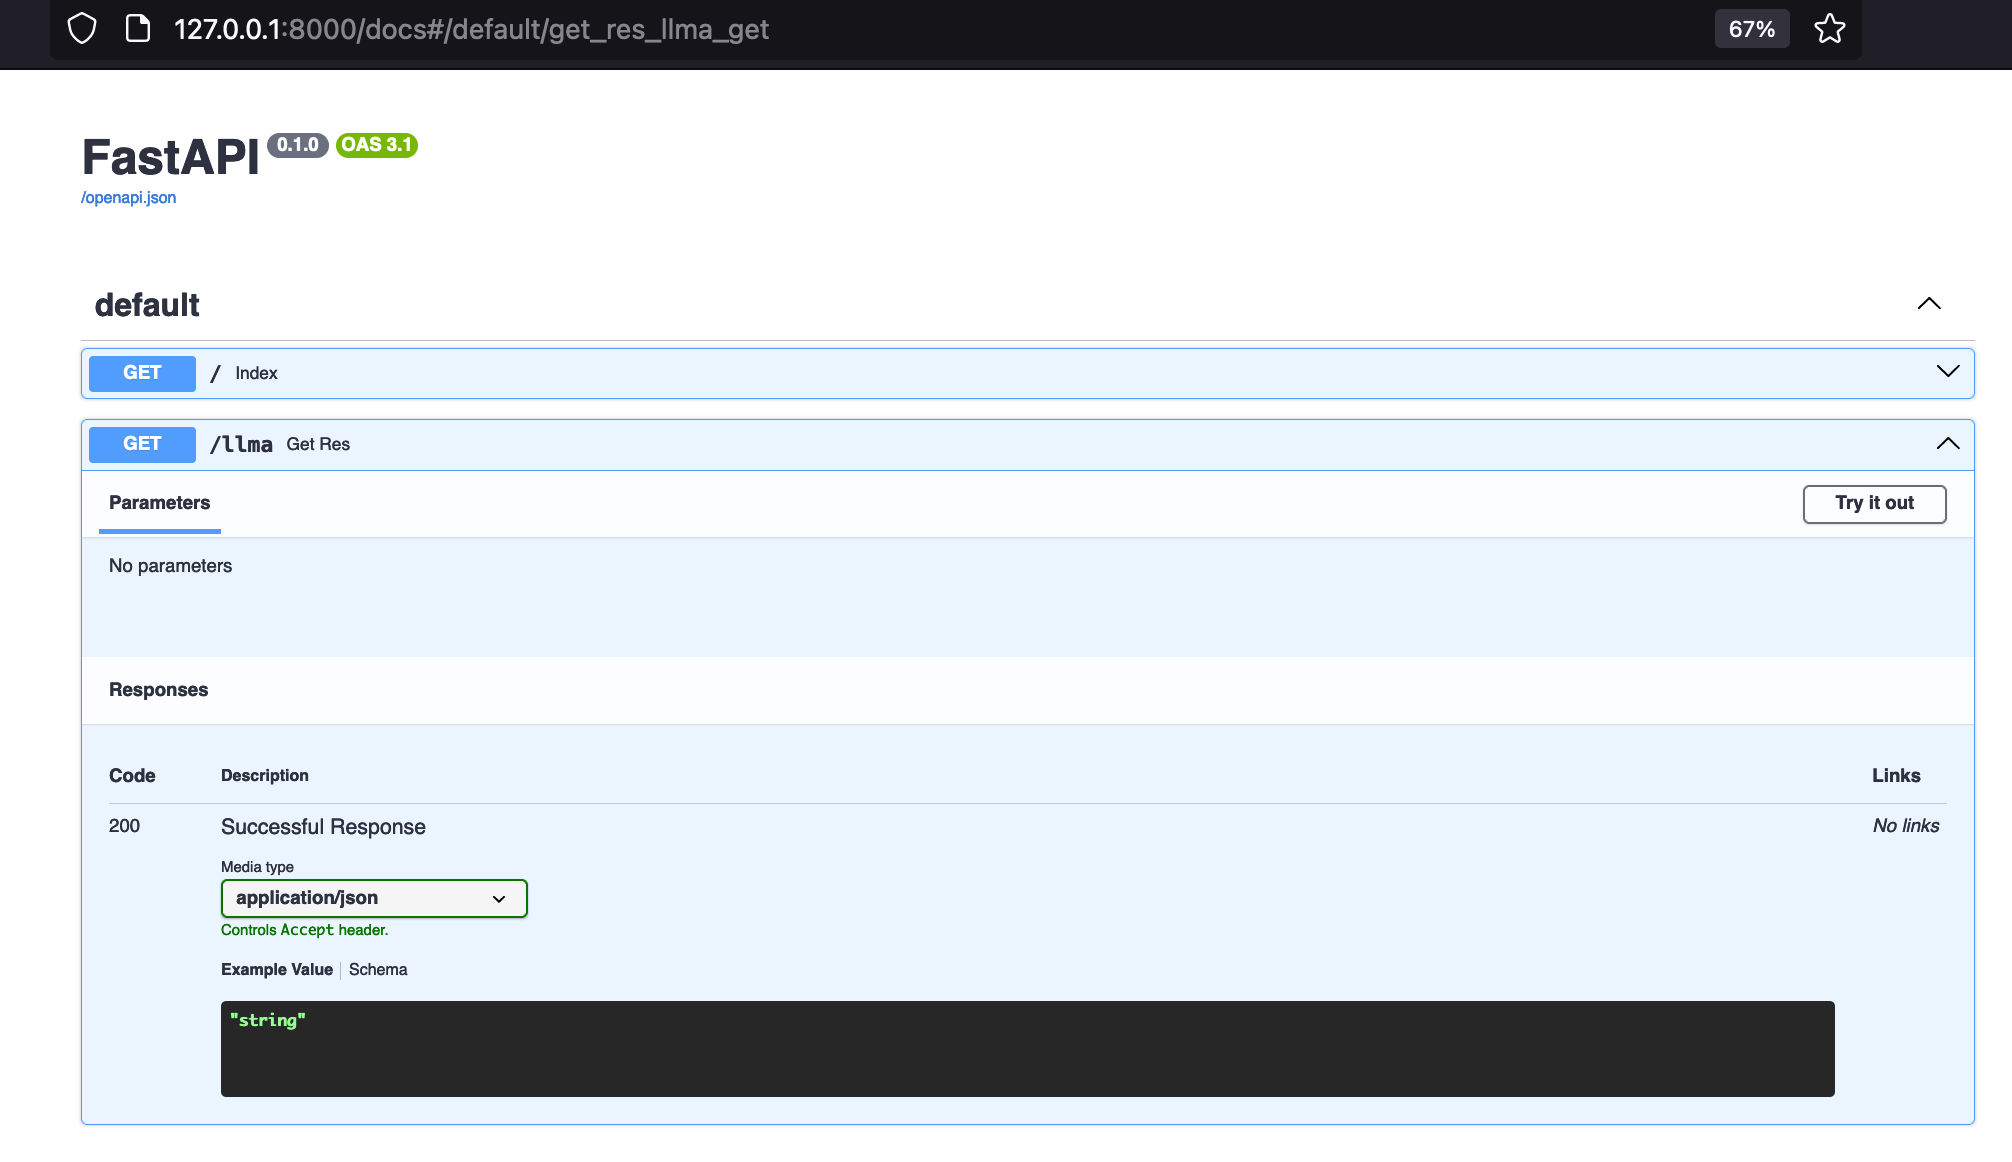 127.0.0.1:8000/docs#/default/get_res_llma_get 67%
FastAPI 0.1.0 OAS 3.1
/openapi.json
default
GET / Index
GET /llma Get Res
Parameters Try it out
No parameters
Responses
Code Description Links
200 Successful Response No links
Media type
application/json
Controls Accept header.
Example Value Schema
"string"